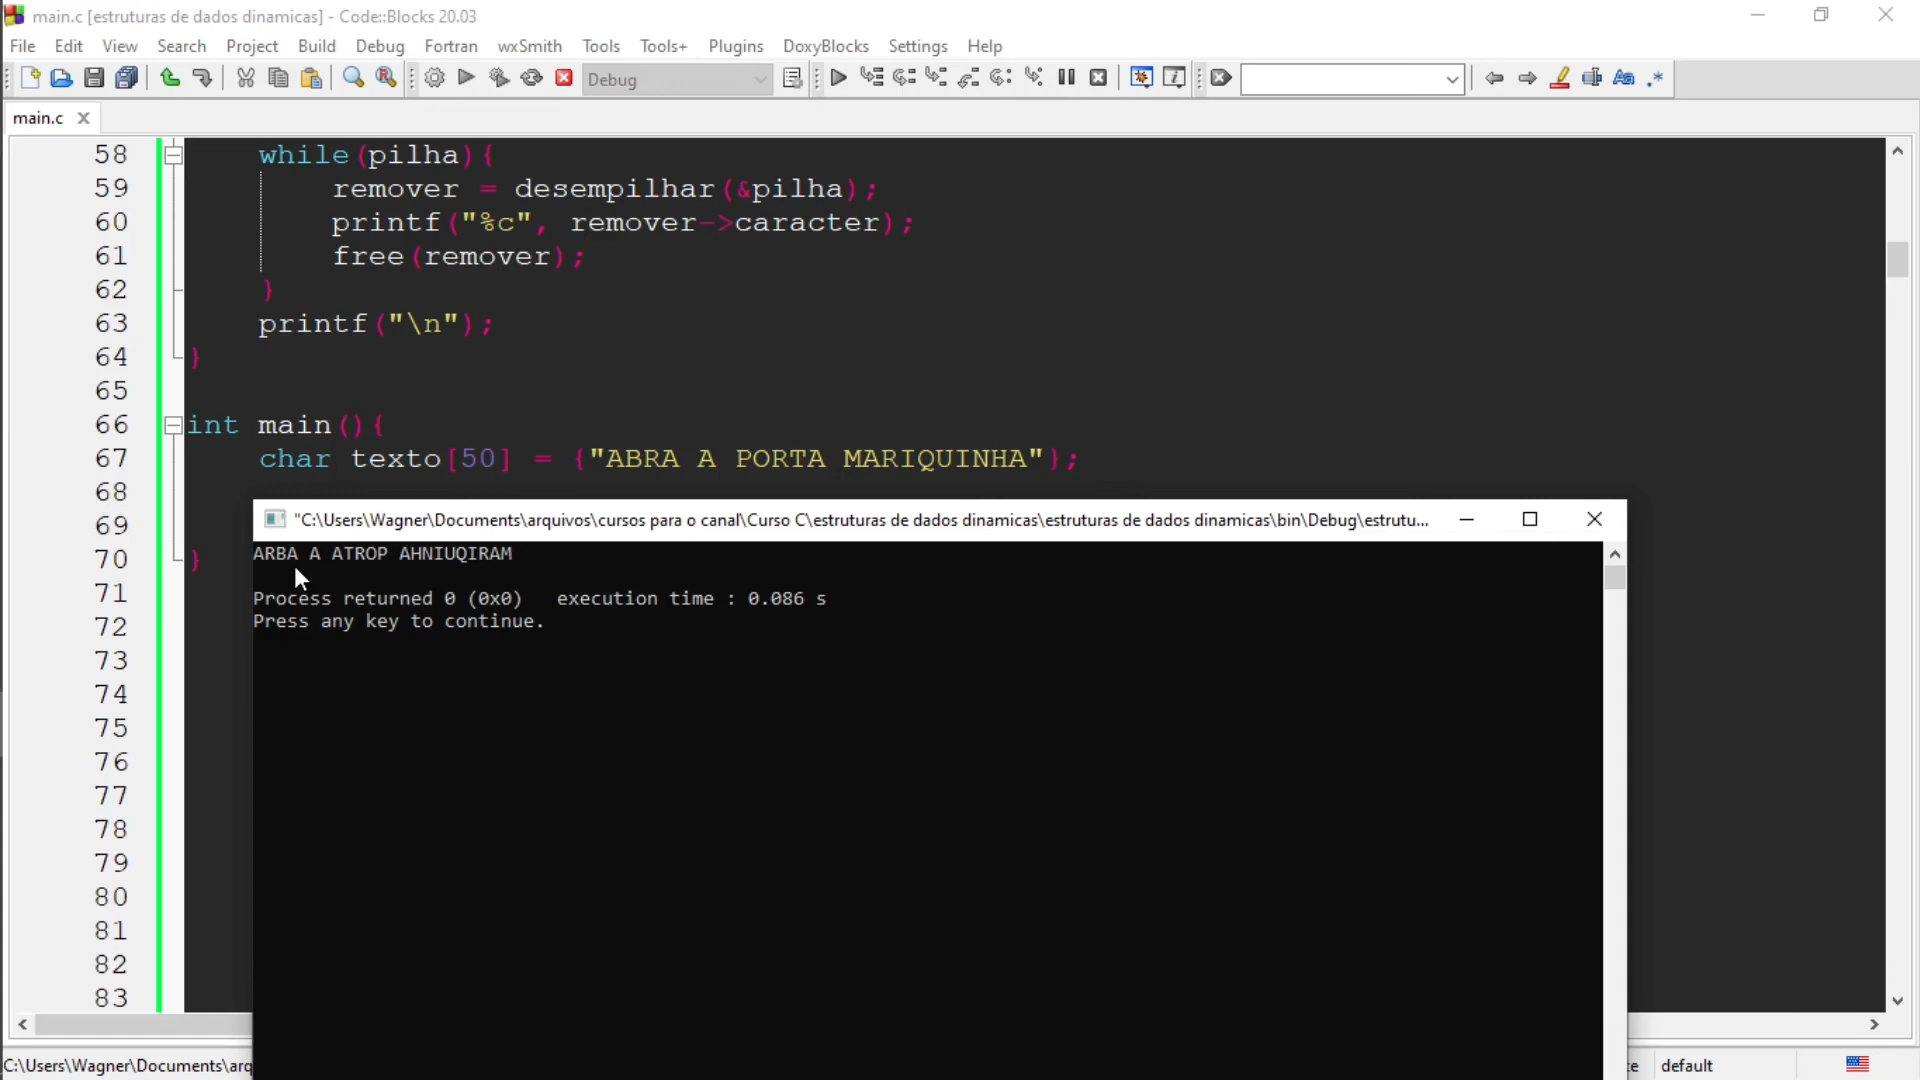 main.c [estruturas de dados dinamicas] - Code::Blocks 20.03
File Edit View Search Project Build Debug Fortran wxSmith Tools Tools+ Plugins DoxyBlocks Settings Help
Debug
main.c
58 while(pilha){
59 remover = desempilhar(&pilha);
60 printf("%c", remover->caracter);
61 free(remover);
62 }
63 printf("\n");
64 }
65
66 int main(){
67 char texto[50] = {"ABRA A PORTA MARIQUINHA"};
68
69
70 }
71
72
73
74
75
76
77
78
79
80
81
82
83
"C:\Users\Wagner\Documents\arquivos\cursos para o canal\Curso C\estruturas de dados dinamicas\estruturas de dados dinamicas\bin\Debug\estrutu...
ARBA A ATROP AHNIUQIRAM
Process returned 0 (0x0) execution time : 0.086 s
Press any key to continue.
C:\Users\Wagner\Documents\arq
default